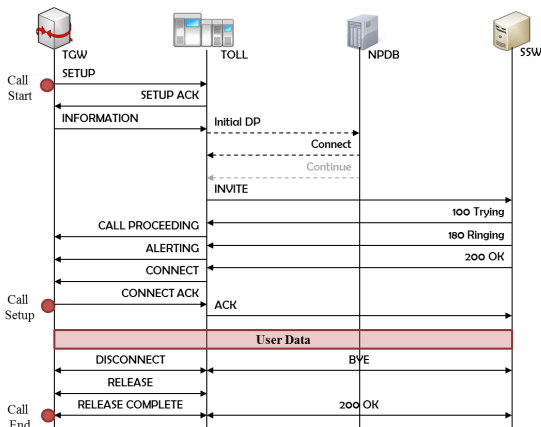 TGW
TOLL
NPDB
SSW
SETUP
Call
Start
SETUP ACK
INFORMATION
Initial DP
Connect
Continue
INVITE
100 Trying
CALL PROCEEDING
180 Ringing
ALERTING
200 OK
CONNECT
CONNECT ACK
Call
Setup
ACK
User Data
DISCONNECT
BYE
RELEASE
RELEASE COMPLETE
200 OK
Call
End